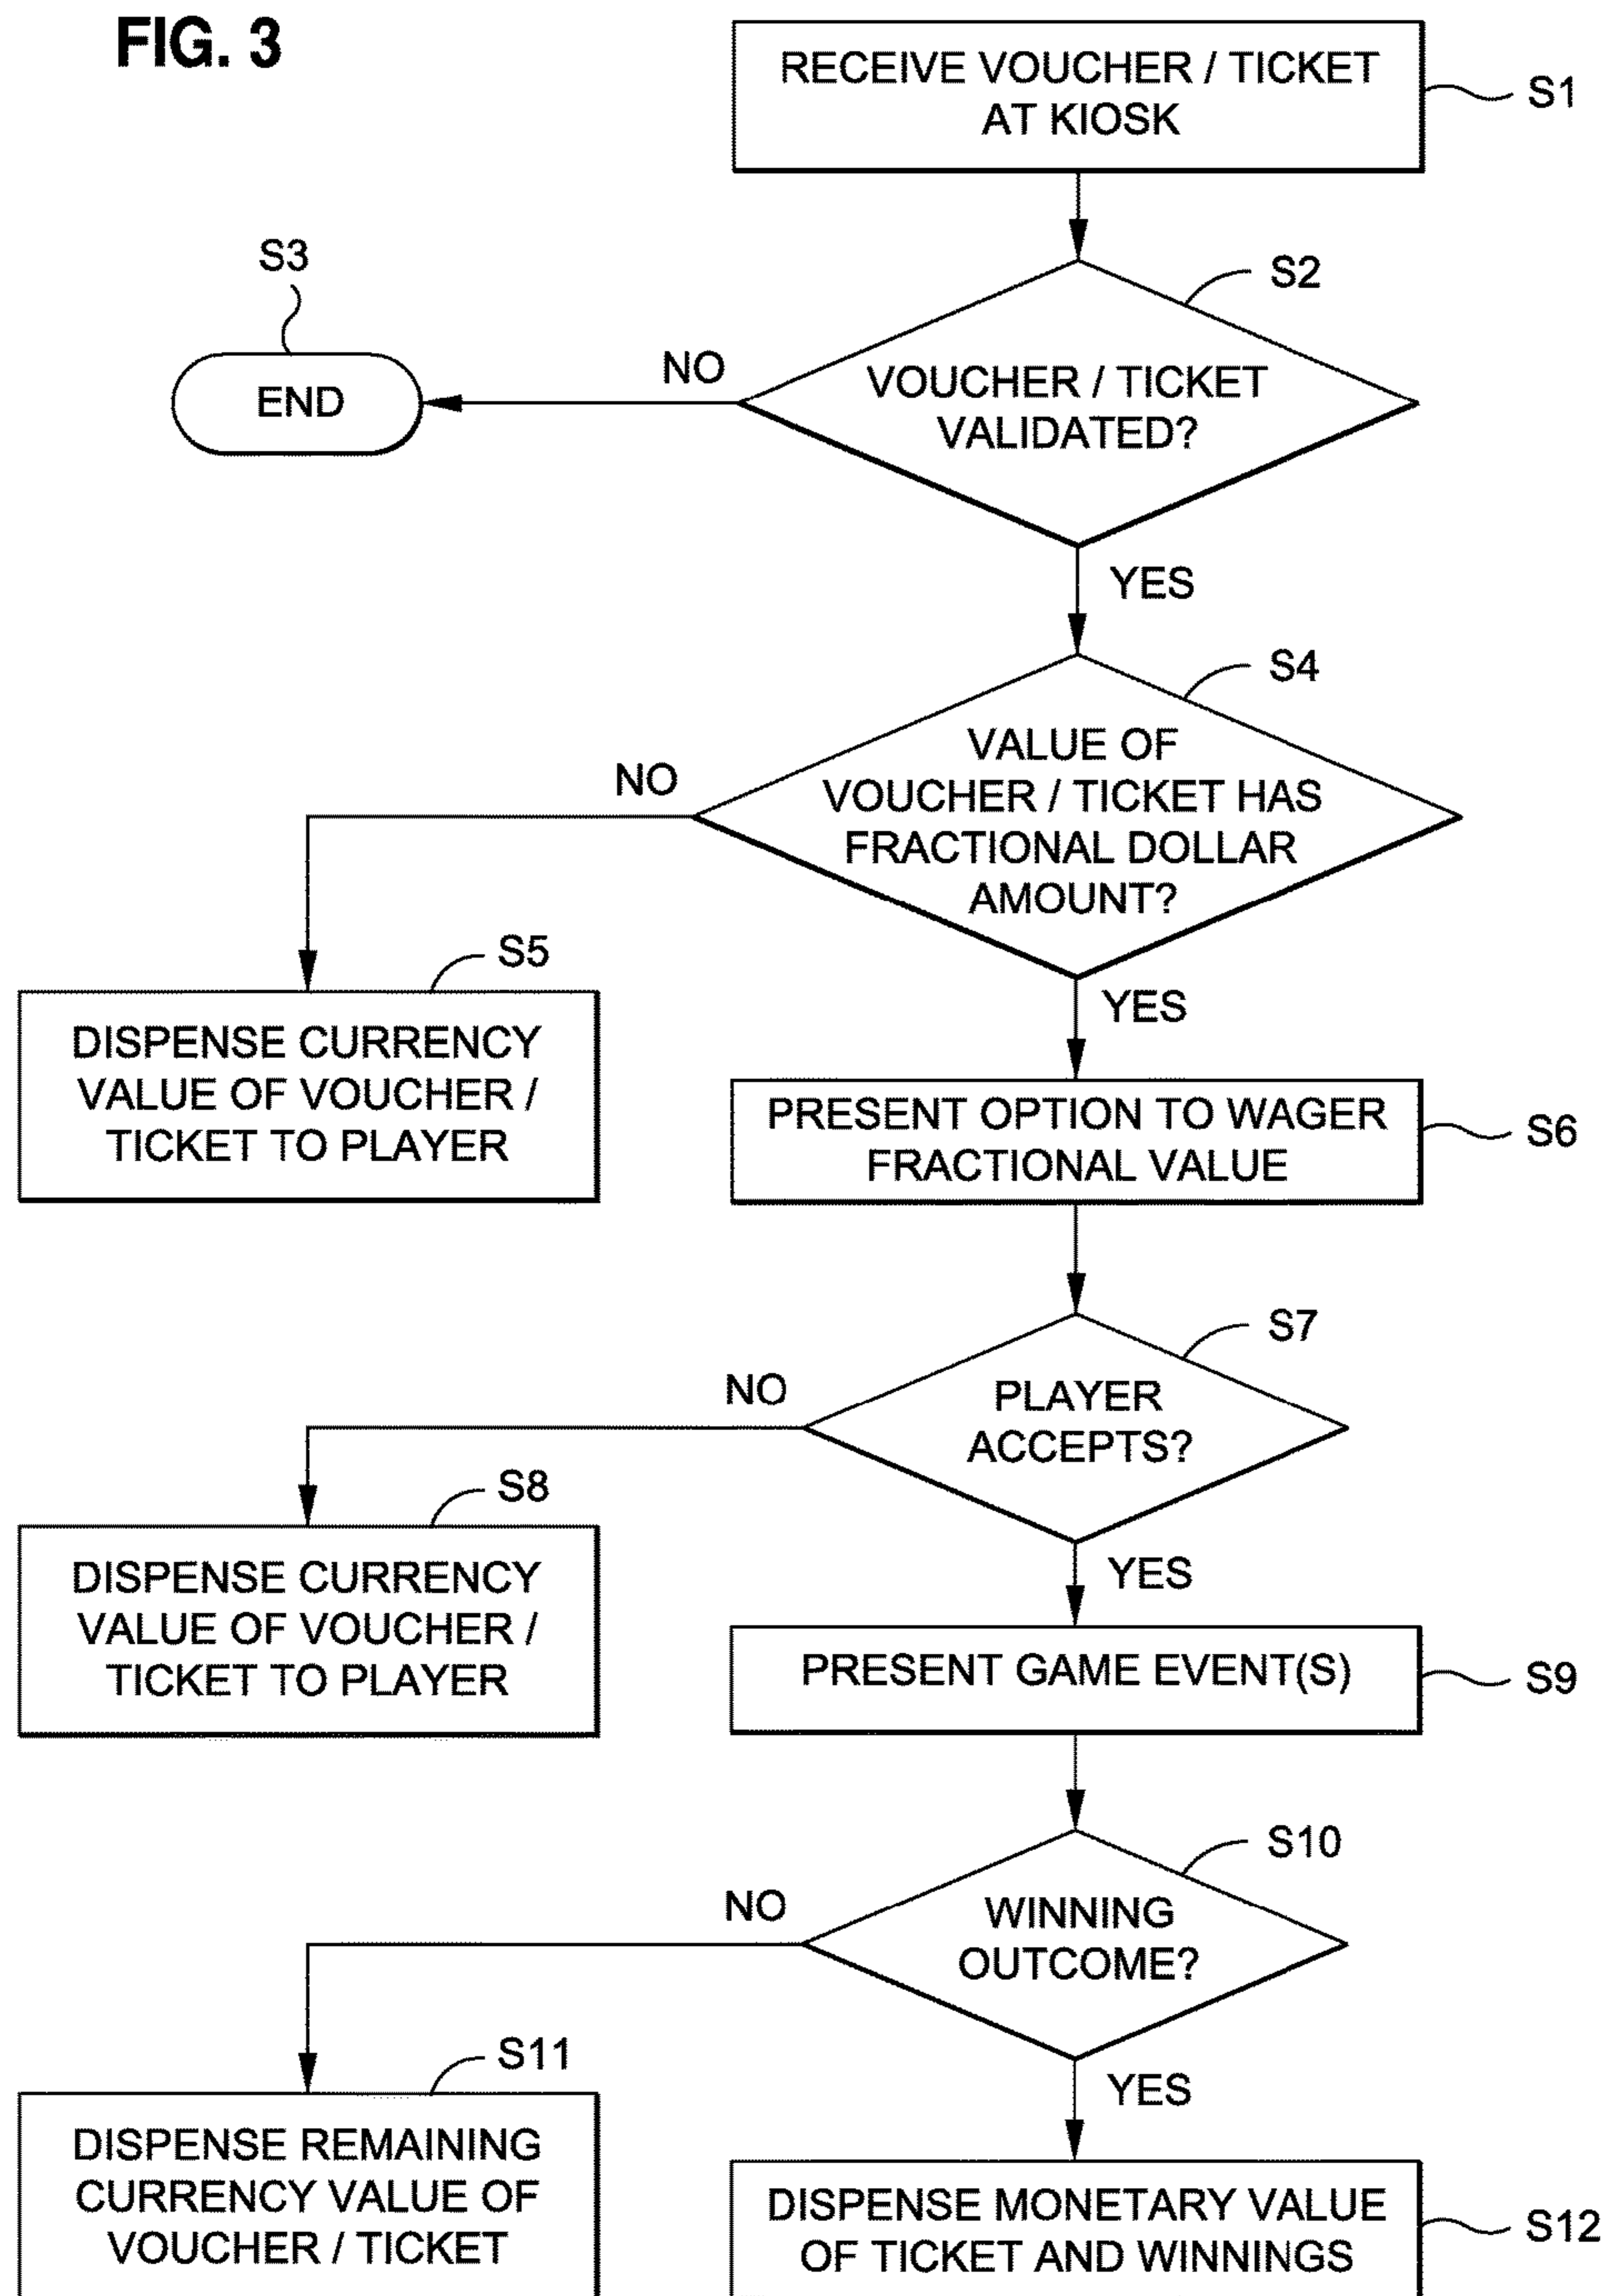 FIG. 3
RECEIVE VOUCHER / TICKET
AT KIOSK
S1
S3
S2
END
NO
VOUCHER / TICKET
VALIDATED?
YES
S4
NO
VALUE OF
VOUCHER / TICKET HAS
FRACTIONAL DOLLAR
AMOUNT?
S5
YES
DISPENSE CURRENCY
VALUE OF VOUCHER /
TICKET TO PLAYER
PRESENT OPTION TO WAGER
FRACTIONAL VALUE
S6
S7
NO
PLAYER
ACCEPTS?
S8
YES
DISPENSE CURRENCY
VALUE OF VOUCHER /
TICKET TO PLAYER
PRESENT GAME EVENT(S)
S9
S10
NO
WINNING
OUTCOME?
S11
YES
DISPENSE REMAINING
CURRENCY VALUE OF
VOUCHER / TICKET
DISPENSE MONETARY VALUE
OF TICKET AND WINNINGS
S12